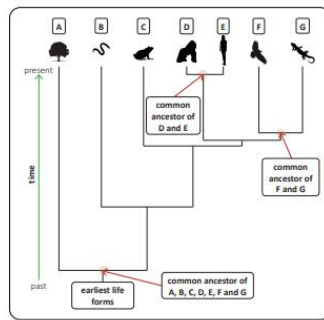 A B C D E F G
present
common
ancestor of
D and E
common
ancestor of
F and G
time
past
earliest life
forms
common ancestor of
A, B, C, D, E, F and G